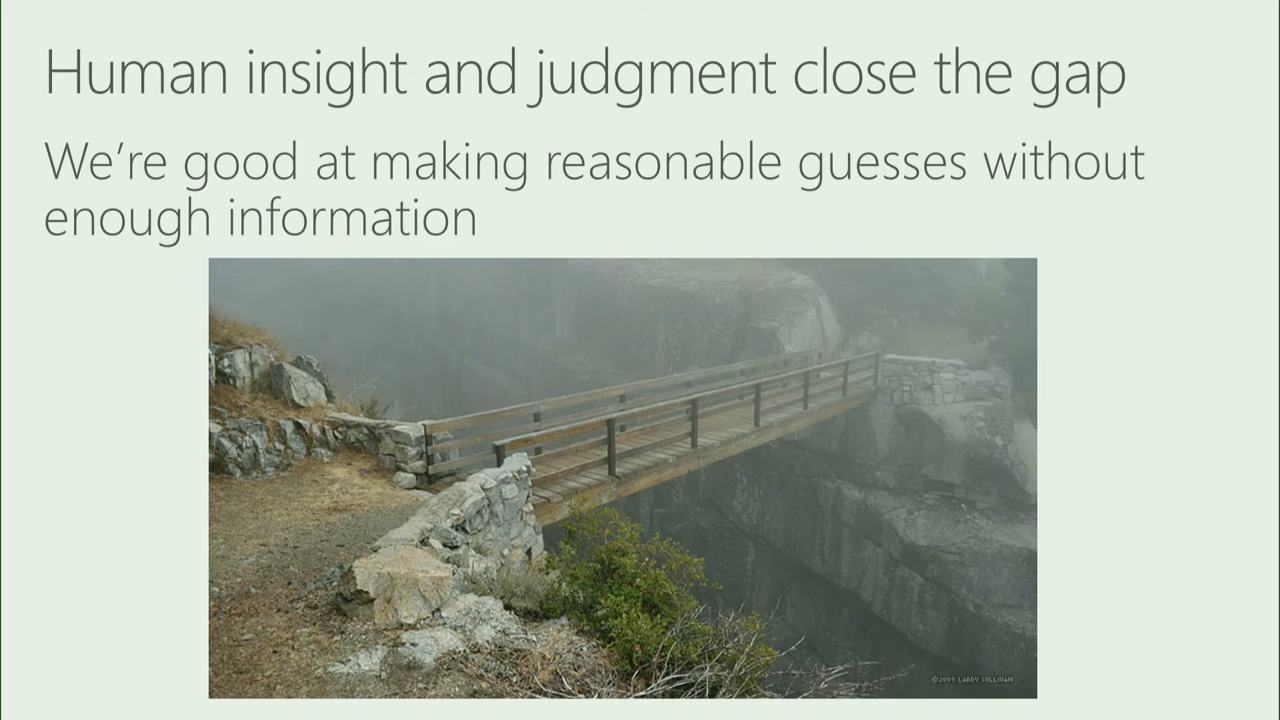 Human insight and judgment close the gap
We're good at making reasonable guesses without
enough information
©2009 LARRY SULLIVAN